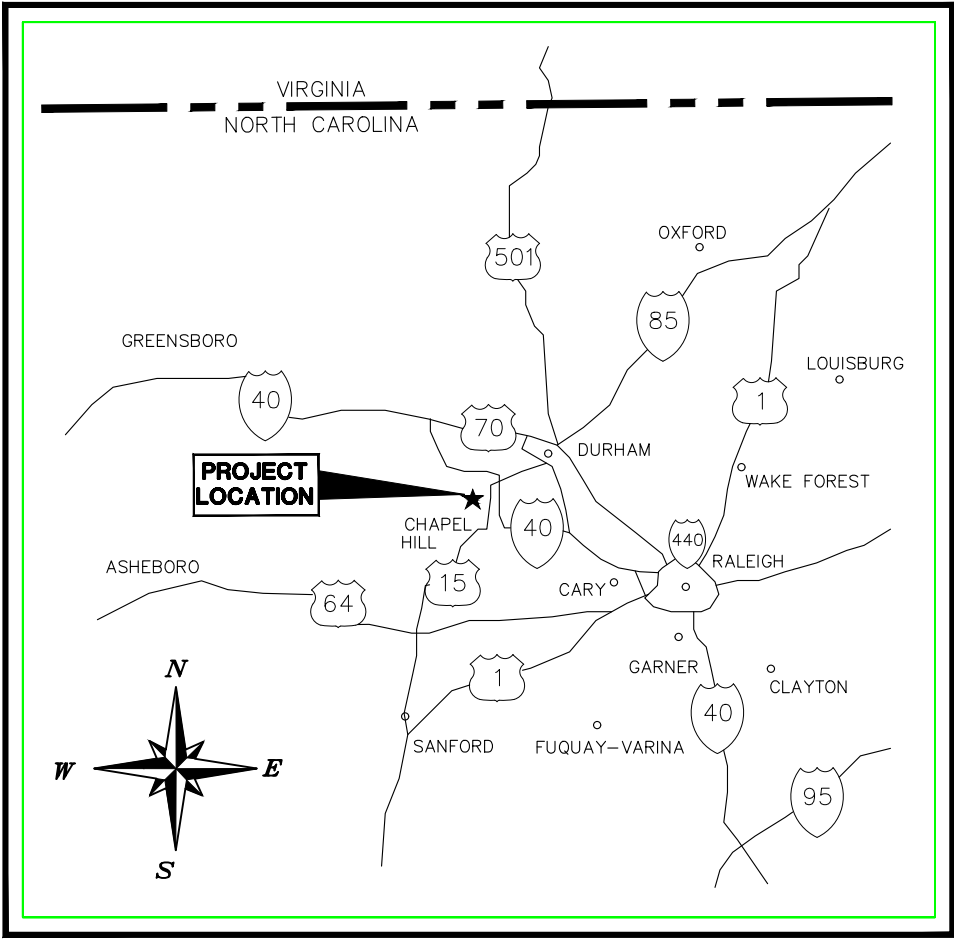 VIRGINIA
NORTH CAROLINA
OXFORD
501
85
GREENSBORO
LOUISBURG
40
1
70
DURHAM
PROJECT
LOCATION
WAKE FOREST
CHAPEL
HILL
40
440
RALEIGH
ASHEBORO
15
CARY
64
GARNER
1
CLAYTON
N
40
SANFORD
FUQUAY-VARINA
W
E
95
S